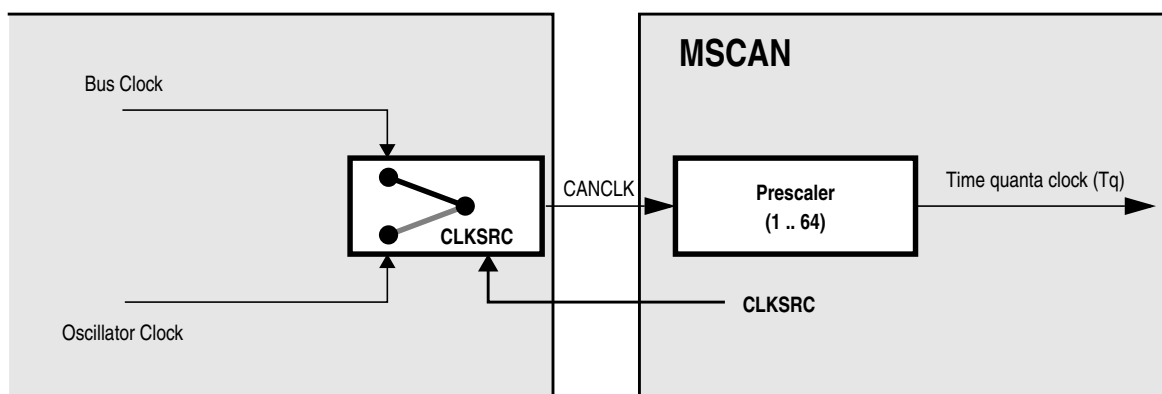 MSCAN
Bus Clock
CANCLK
Prescaler
(1 .. 64)
Time quanta clock (Tq)
CLKSRC
CLKSRC
Oscillator Clock